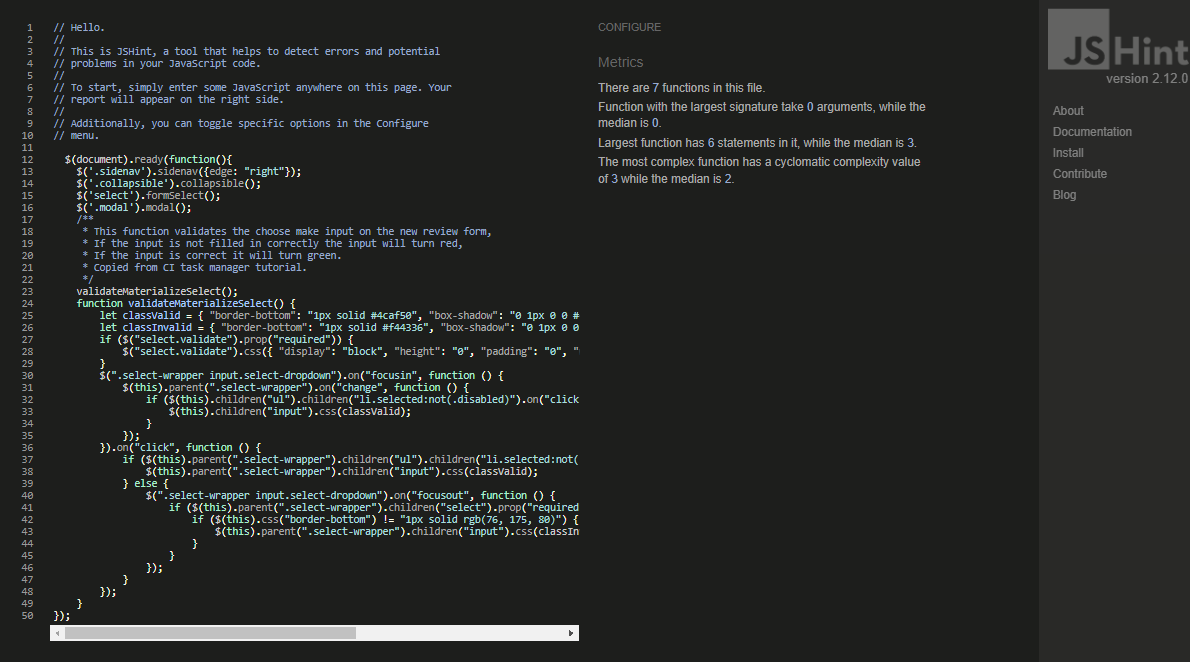 1 // Hello.
2 //
3 // This is JSHint, a tool that helps to detect errors and potential
4 // problems in your JavaScript code.
5 //
6 // To start, simply enter some JavaScript anywhere on this page. Your
7 // report will appear on the right side.
8 //
9 // Additionally, you can toggle specific options in the Configure
10 // menu.
11
12 $(document).ready(function(){
13 $('.sidenav').sidenav({edge: "right"});
14 $('.collapsible').collapsible();
15 $('select').formSelect();
16 $('.modal').modal();
17 /**
18 * This function validates the choose make input on the new review form,
19 * If the input is not filled in correctly the input will turn red,
20 * If the input is correct it will turn green.
21 * Copied from CI task manager tutorial.
22 */
23 validateMaterializeSelect();
24 function validateMaterializeSelect() {
25 let classValid = { "border-bottom": "1px solid #4caf50", "box-shadow": "0 1px 0 0 #
26 let classInvalid = { "border-bottom": "1px solid #f44336", "box-shadow": "0 1px 0 0
27 if ($("select.validate").prop("required")) {
28 $("select.validate").css({ "display": "block", "height": "0", "padding": "0", "
29 }
30 $(".select-wrapper input.select-dropdown").on("focusin", function () {
31 $(this).parent(".select-wrapper").on("change", function () {
32 if ($(this).children("ul").children("li.selected:not(.disabled)").on("click
33 $(this).children("input").css(classValid);
34 }
35 });
36 }).on("click", function () {
37 if ($(this).parent(".select-wrapper").children("ul").children("li.selected:not(
38 $(this).parent(".select-wrapper").children("input").css(classValid);
39 } else {
40 $(".select-wrapper input.select-dropdown").on("focusout", function () {
41 if ($(this).parent(".select-wrapper").children("select").prop("required
42 if ($(this).css("border-bottom") != "1px solid rgb(76, 175, 80)") {
43 $(this).parent(".select-wrapper").children("input").css(classIn
44 }
45 }
46 });
47 }
48 });
49 }
50 });
CONFIGURE
Metrics
There are 7 functions in this file.
Function with the largest signature take 0 arguments, while the
median is 0.
Largest function has 6 statements in it, while the median is 3.
The most complex function has a cyclomatic complexity value
of 3 while the median is 2.
JSHint
version 2.12.0
About
Documentation
Install
Contribute
Blog